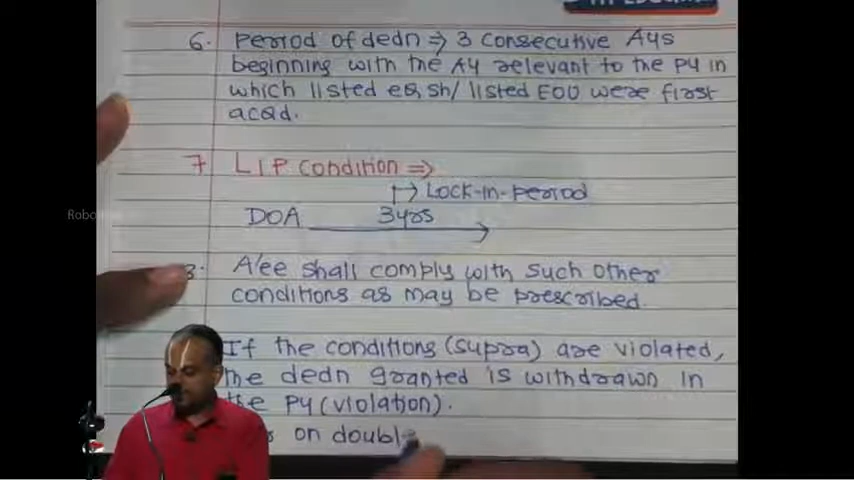 6. Period of dedn ⇒ 3 consecutive AYs
beginning with the AY relevant to the PY in
which listed eq. sh/ listed EOU were first
acqd.
7 LIP condition ⇒
↦ Lock-in-period
DOA 3yrs
8. A'ee shall comply with such other
conditions as may be prescribed.
If the conditions (supra) are violated,
the dedn granted is withdrawn in
the PY (violation).
on double